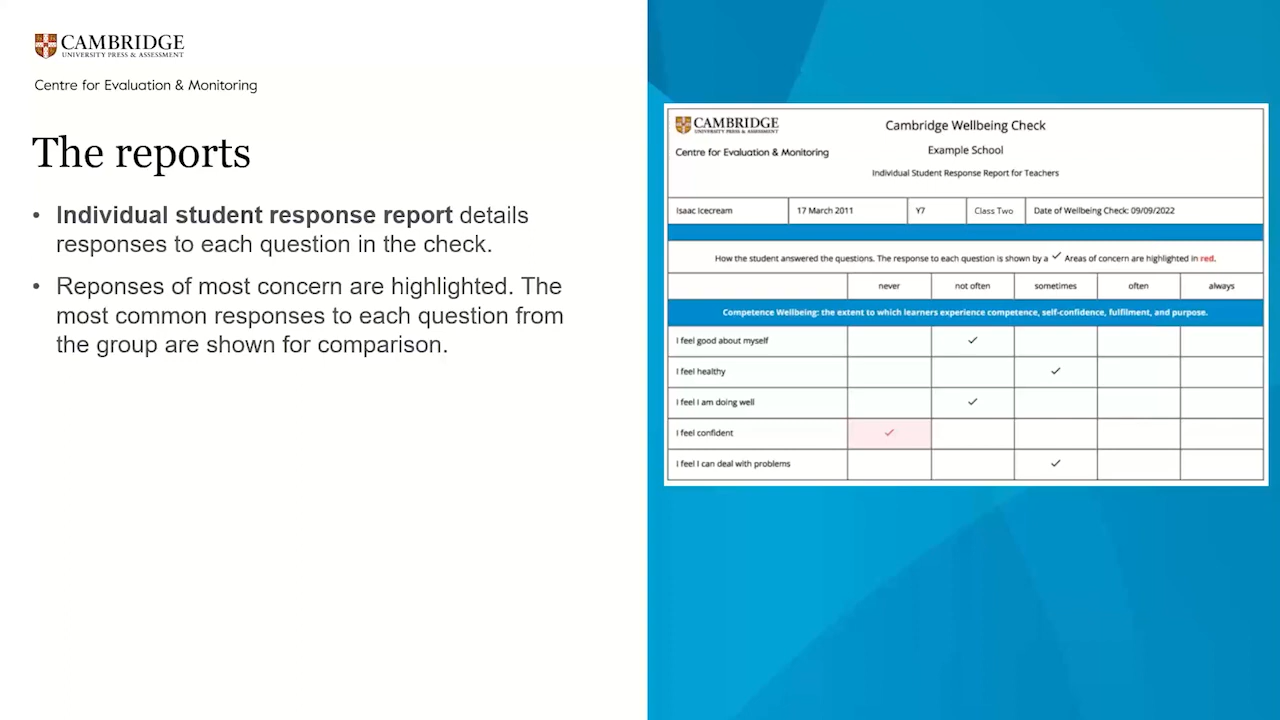 CAMBRIDGE
UNIVERSITY PRESS & ASSESSMENT
Centre for Evaluation & Monitoring
The reports
• Individual student response report details
responses to each question in the check.
• Reponses of most concern are highlighted. The
most common responses to each question from
the group are shown for comparison.
CAMBRIDGE
UNIVERSITY PRESS & ASSESSMENT
Centre for Evaluation & Monitoring
Cambridge Wellbeing Check
Example School
Individual Student Response Report for Teachers
Isaac Icecream 17 March 2011 Y7 Class Two Date of Wellbeing Check: 09/09/2022
How the student answered the questions. The response to each question is shown by a ✓ Areas of concern are highlighted in red.
never not often sometimes often always
Competence Wellbeing: the extent to which learners experience competence, self-confidence, fulfilment, and purpose.
I feel good about myself ✓
I feel healthy ✓
I feel I am doing well ✓
I feel confident ✓
I feel I can deal with problems ✓